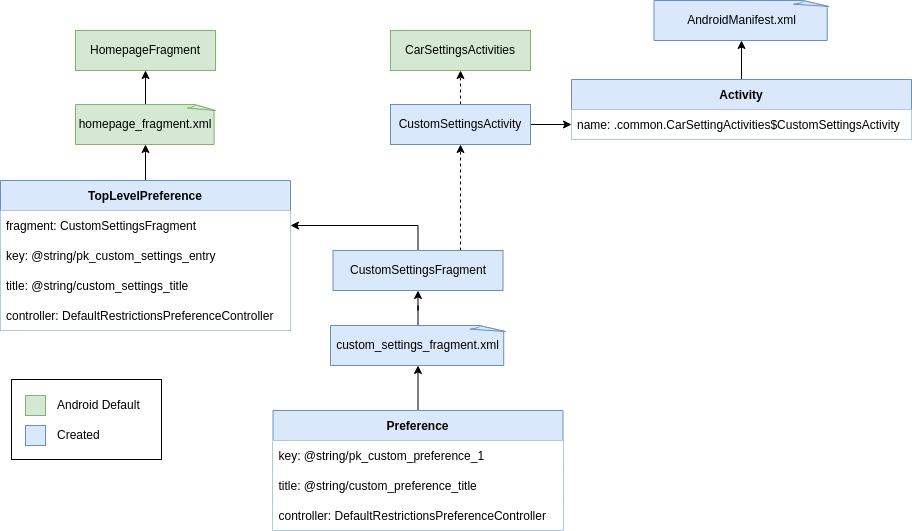 AndroidManifest.xml
HomepageFragment
CarSettingsActivities
Activity
name: .common.CarSettingActivities$CustomSettingsActivity
homepage_fragment.xml
CustomSettingsActivity
TopLevelPreference
fragment: CustomSettingsFragment
key: @string/pk_custom_settings_entry
title: @string/custom_settings_title
controller: DefaultRestrictionsPreferenceController
CustomSettingsFragment
custom_settings_fragment.xml
Android Default
Created
Preference
key: @string/pk_custom_preference_1
title: @string/custom_preference_title
controller: DefaultRestrictionsPreferenceController